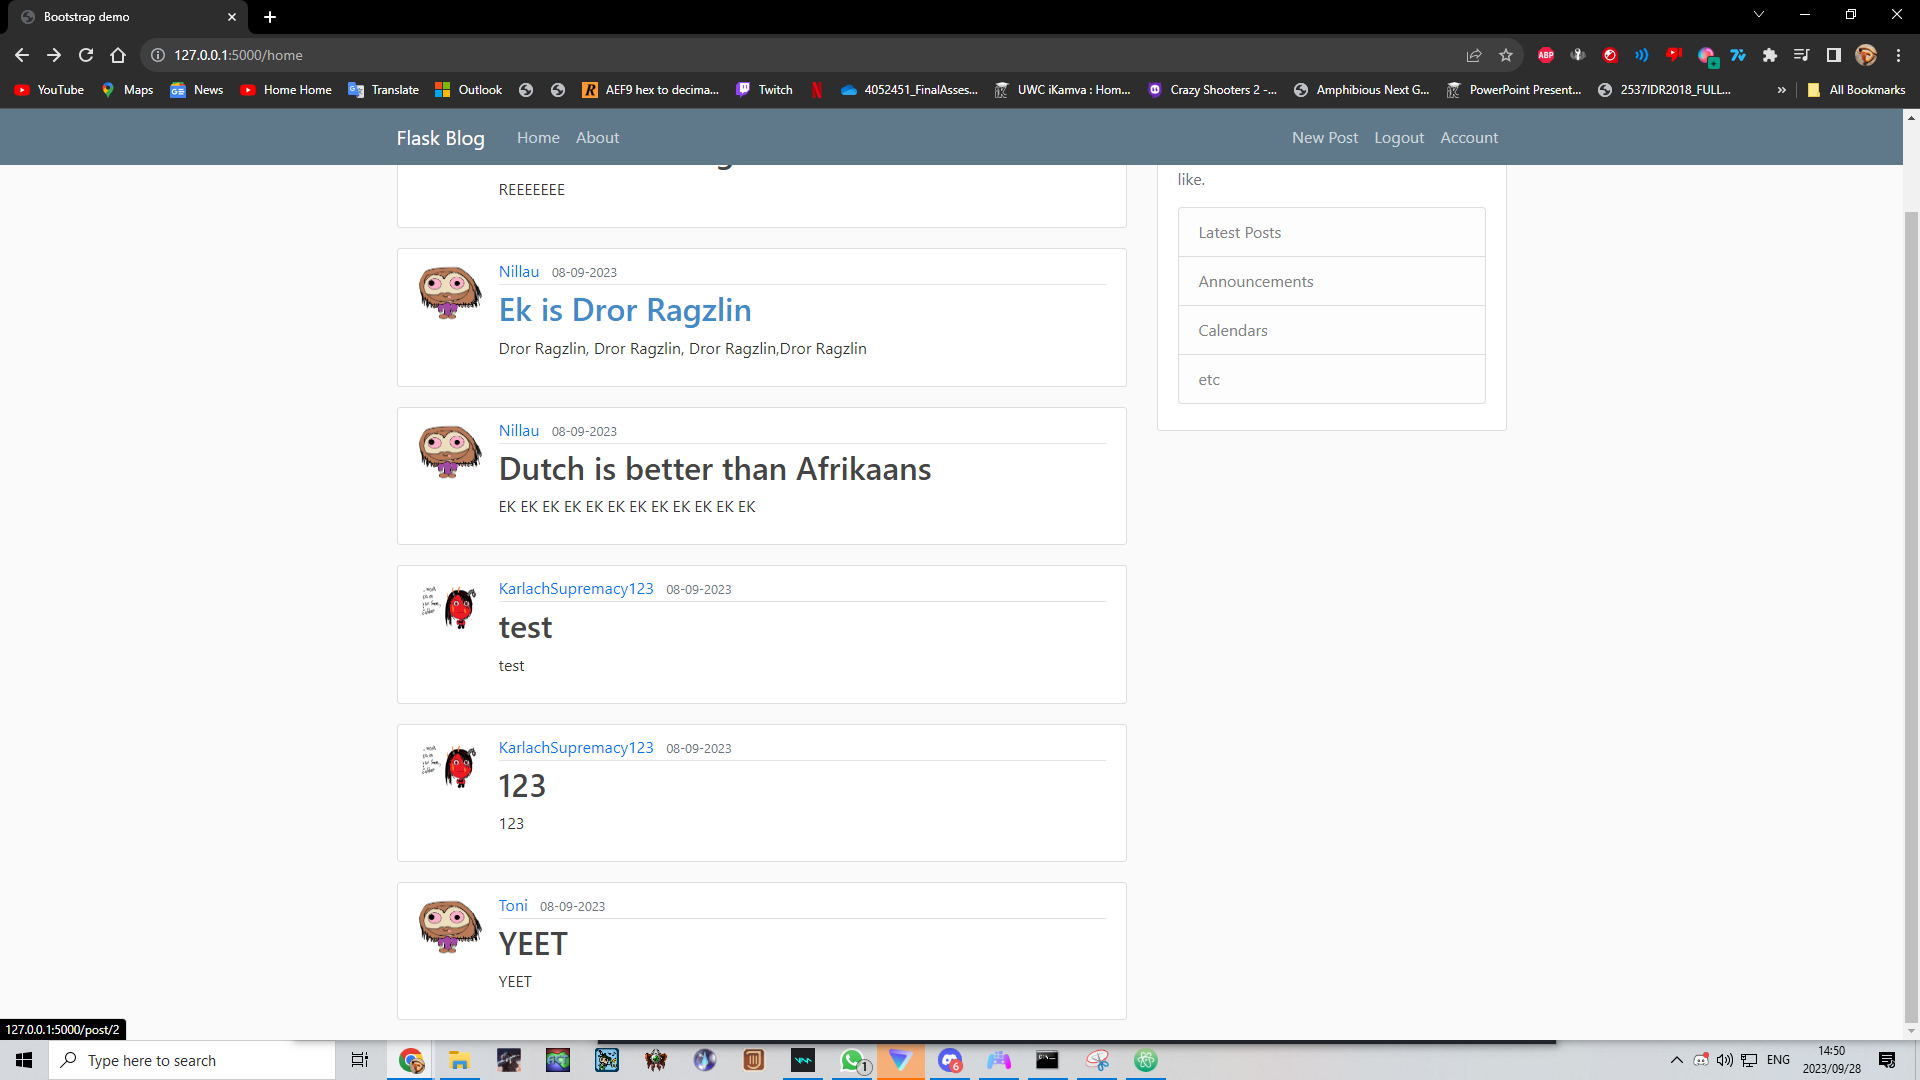 Bootstrap demo
127.0.0.1:5000/home
YouTube Maps News Home Home Translate Outlook AEF9 hex to decima... Twitch 4052451_FinalAsses... UWC iKamva : Hom... Crazy Shooters 2 -... Amphibious Next G... PowerPoint Present... 2537IDR2018_FULL... » All Bookmarks
Flask Blog Home About New Post Logout Account
REEEEEEE
like.
Latest Posts
Announcements
Calendars
etc
Nillau 08-09-2023
Ek is Dror Ragzlin
Dror Ragzlin, Dror Ragzlin, Dror Ragzlin,Dror Ragzlin
Nillau 08-09-2023
Dutch is better than Afrikaans
EK EK EK EK EK EK EK EK EK EK EK EK
KarlachSupremacy123 08-09-2023
test
test
KarlachSupremacy123 08-09-2023
123
123
Toni 08-09-2023
YEET
YEET
127.0.0.1:5000/post/2
Type here to search
1
6
ENG
14:50
2023/09/28